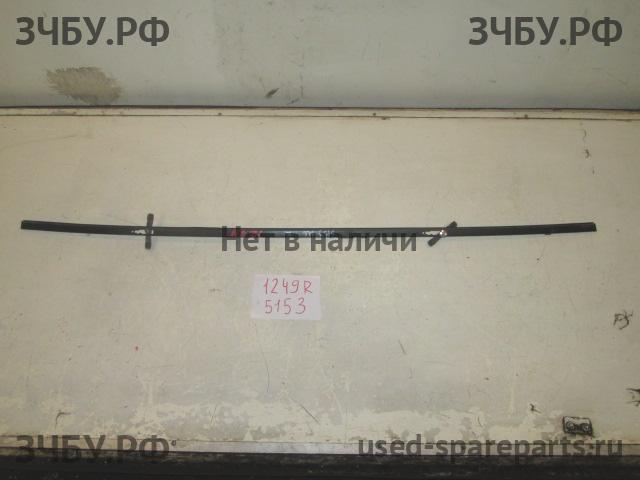 ЗЧБУ.РФ ЗЧБУ.РФ
Нет в наличи
1249R
5153
ЗЧБУ.РФ used-spareparts.ru